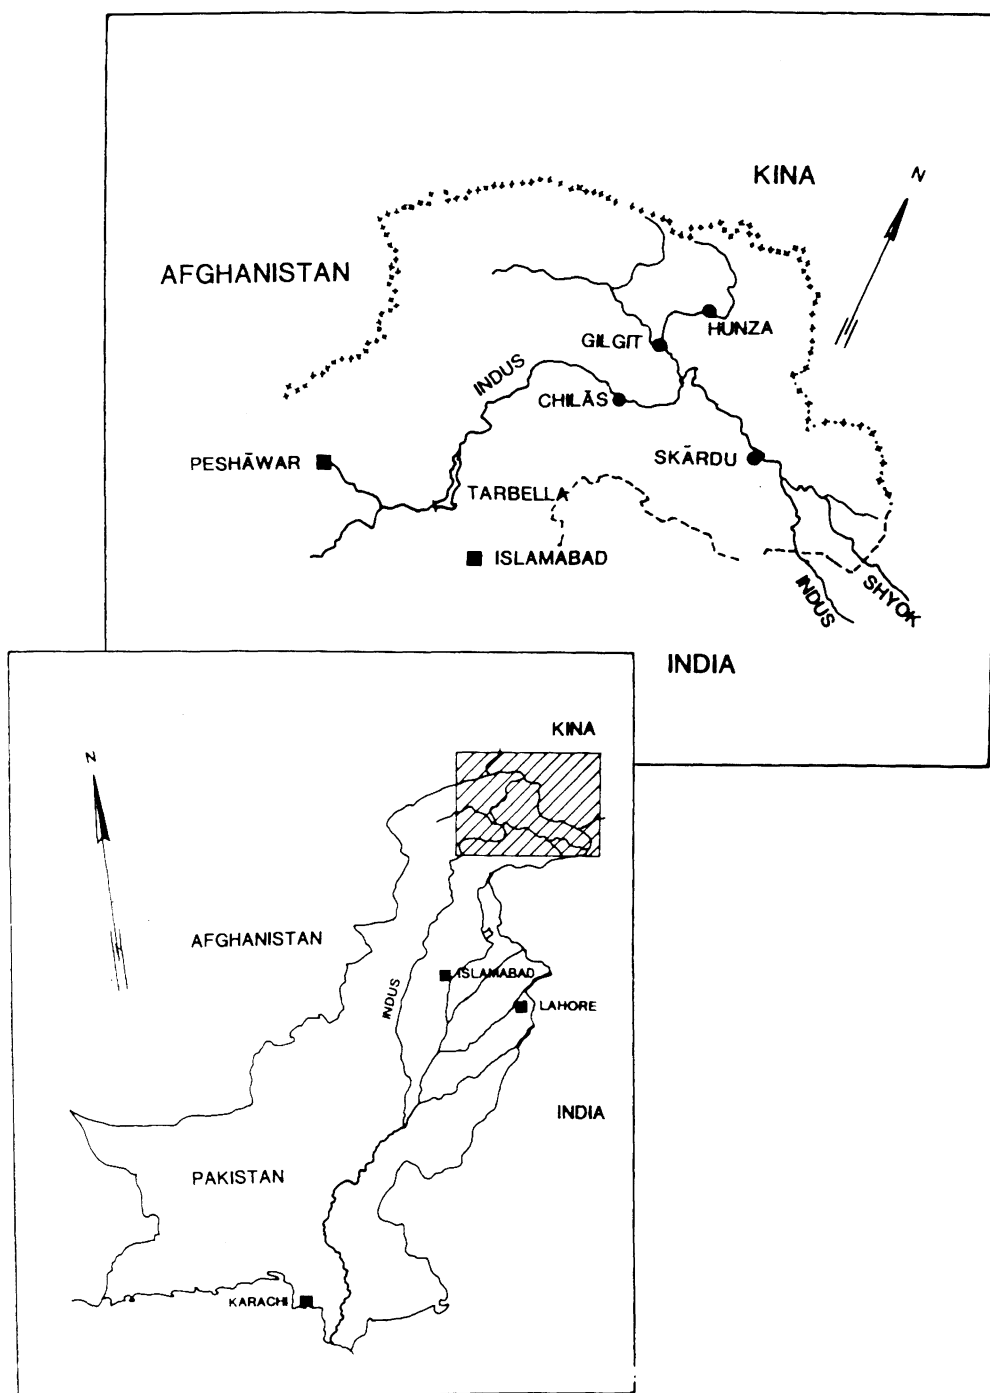 KINA
N
AFGHANISTAN
HUNZA
GILGIT
INDUS
CHILĀS
SKĀRDU
PESHĀWAR
TARBELLA
ISLAMABAD
INDUS
SHYOK
INDIA
KINA
N
AFGHANISTAN
ISLAMABAD
INDUS
LAHORE
INDIA
PAKISTAN
KARACHI